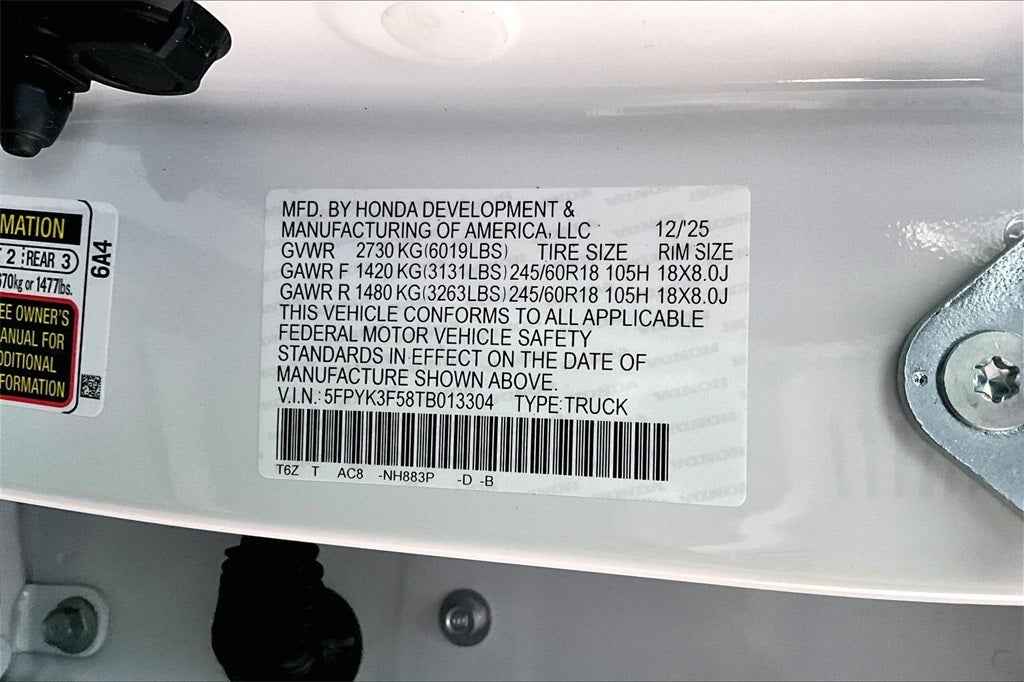 MATION
2 REAR 3
670kg or 1477lbs.
EE OWNER'S
ANUAL FOR
DDITIONAL
FORMATION
6A4
MFD. BY HONDA DEVELOPMENT &
MANUFACTURING OF AMERICA, LLC 12/'25
GVWR 2730 KG(6019LBS) TIRE SIZE RIM SIZE
GAWR F 1420 KG(3131LBS) 245/60R18 105H 18X8.0J
GAWR R 1480 KG(3263LBS) 245/60R18 105H 18X8.0J
THIS VEHICLE CONFORMS TO ALL APPLICABLE
FEDERAL MOTOR VEHICLE SAFETY
STANDARDS IN EFFECT ON THE DATE OF
MANUFACTURE SHOWN ABOVE.
V.I.N.: 5FPYK3F58TB013304 TYPE:TRUCK
T6Z T AC8 -NH883P -D -B